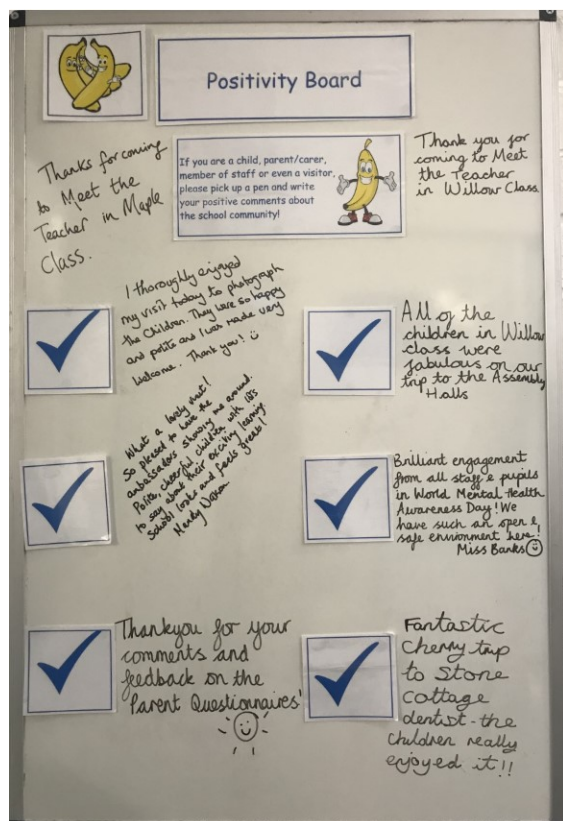 Positivity Board
Thanks for coming
to Meet the
Teacher in Maple
Class.
If you are a child, parent/carer,
member of staff or even a visitor,
please pick up a pen and write
your positive comments about
the school community!
Thank you for
coming to Meet
the Teacher
in Willow Class
I thoroughly enjoyed
my visit today to photograph
the Children. They were so happy
and polite and I was made very
Welcome. Thank you!
All of the
children in Willow
class were
fabulous on our
trip to the Assembly
Halls
What a lovely visit!
So pleased to have the
ambassadors showing me around.
Polite, cheerful children with lots
to say about their exciting learning
School looks and feels great!
Mandy
Brilliant engagement
from all staff & pupils
in World Mental Health
Awareness Day! We
have such an open &
safe environment here!
Miss Banks
Thankyou for your
comments and
feedback on the
Parent Questionnaires'
Fantastic
Cherry trip
to Stone
Cottage
dentist-the
children really
enjoyed it!!